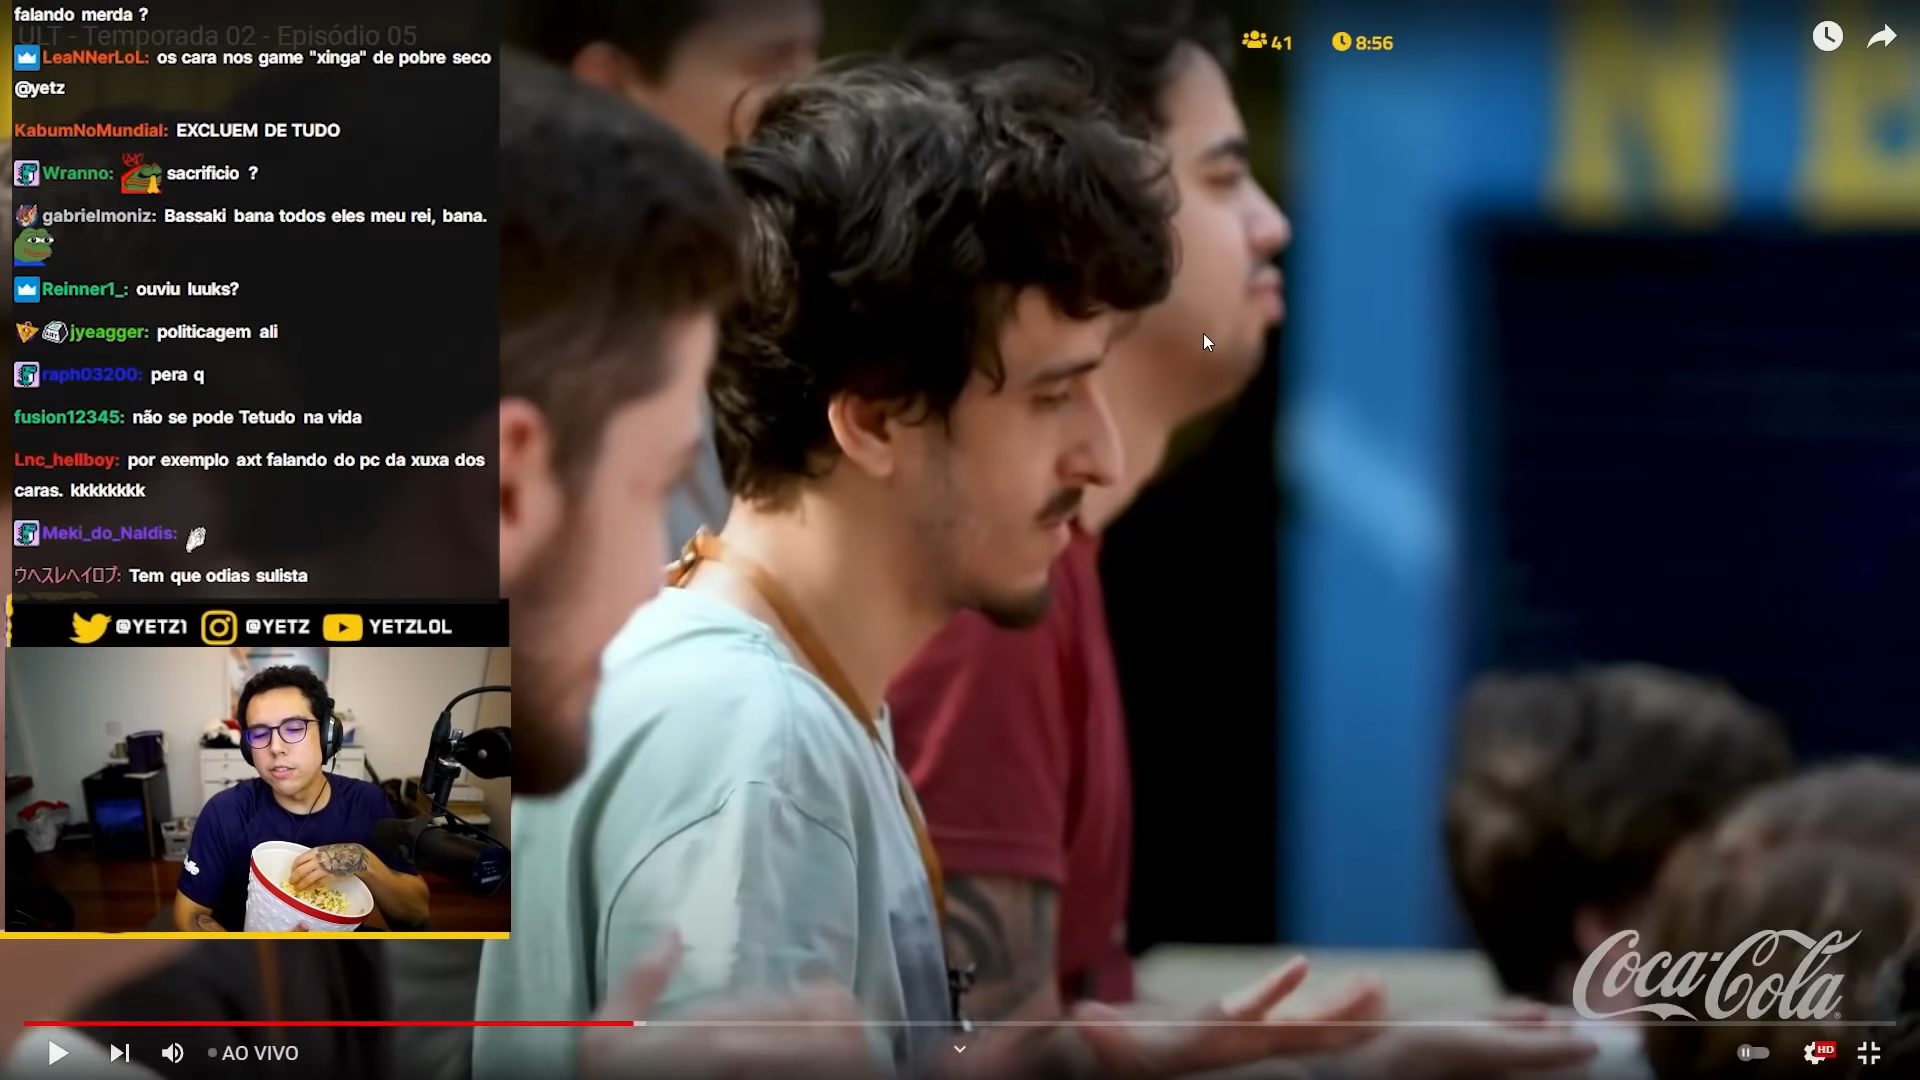 falando merda ?
ULT - Temporada 02 - Episódio 05
LeaNNerLoL: os cara nos game "xinga" de pobre seco
@yetz
KabumNoMundial: EXCLUEM DE TUDO
Wranno: sacrificio ?
gabrielmoniz: Bassaki bana todos eles meu rei, bana.
Reinner1_: ouviu luuks?
jyeagger: politicagem ali
raph03200: pera q
fusion12345: não se pode Tetudo na vida
Lnc_hellboy: por exemplo axt falando do pc da xuxa dos
caras. kkkkkkkk
Meki_do_Naldis:
ウヘスレヘイロブ: Tem que odias sulista
@YETZ1 @YETZ YETZLOL
41 8:56
Coca-Cola
AO VIVO
HD